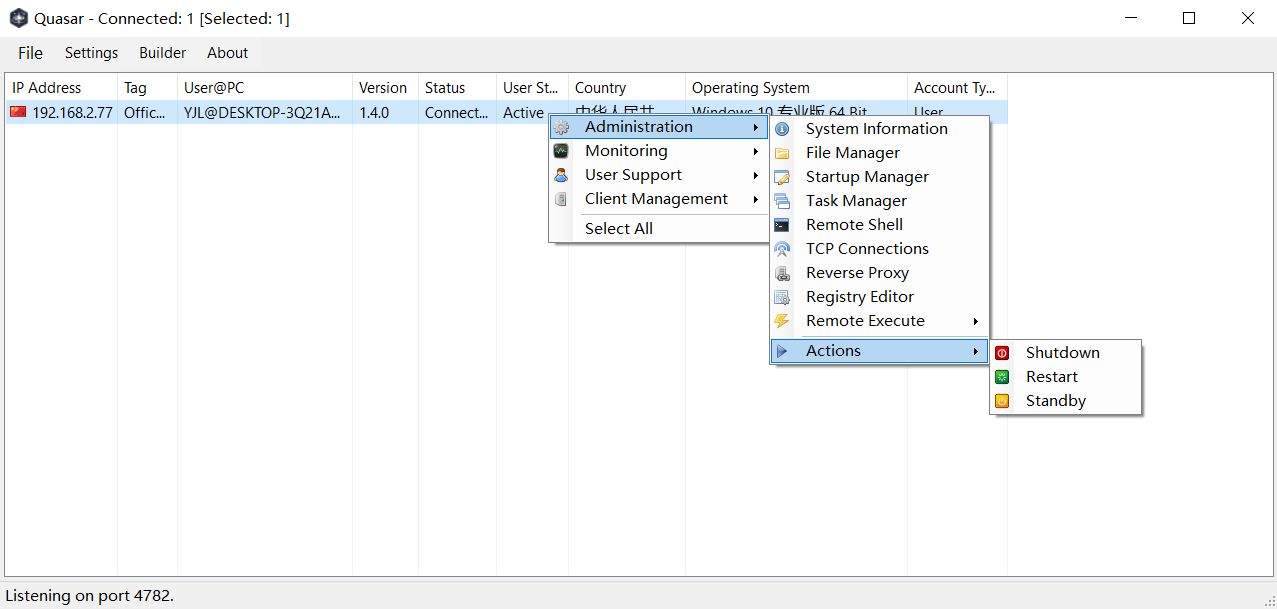 Quasar - Connected: 1 [Selected: 1]
File Settings Builder About
IP Address Tag User@PC Version Status User St... Country Operating System Account Ty...
192.168.2.77 Offic... YJL@DESKTOP-3Q21A... 1.4.0 Connect... Active 中华人民共 Windows 10 专业版 64 Bit User
Administration
Monitoring
User Support
Client Management
Select All
System Information
File Manager
Startup Manager
Task Manager
Remote Shell
TCP Connections
Reverse Proxy
Registry Editor
Remote Execute
Actions
Shutdown
Restart
Standby
Listening on port 4782.